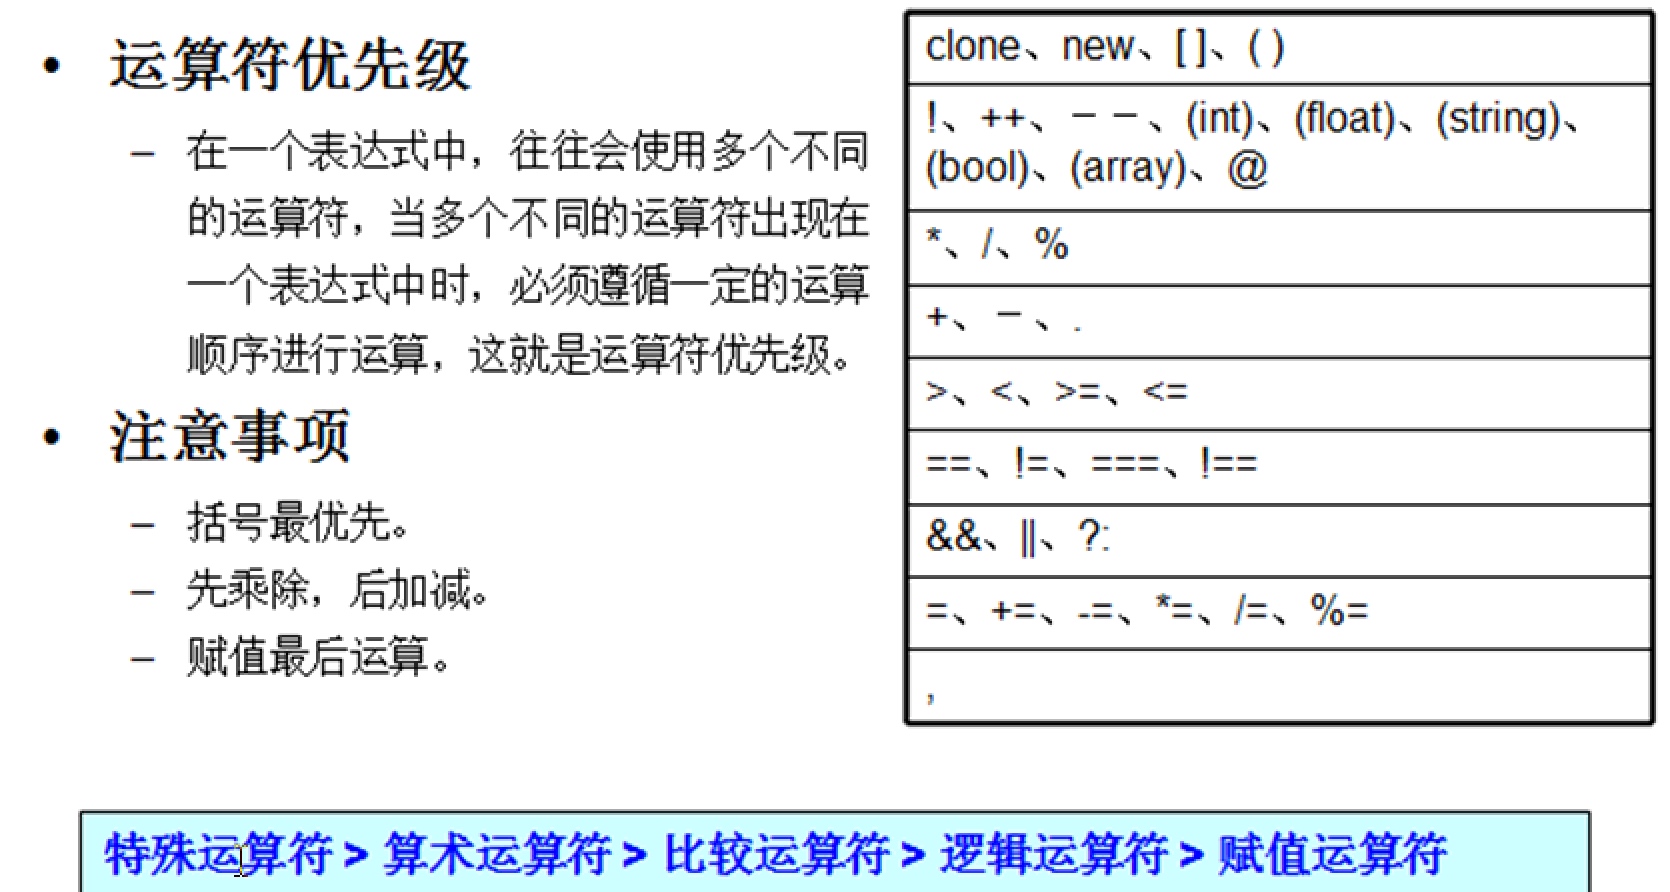 • 运算符优先级
– 在一个表达式中，往往会使用多个不同
的运算符，当多个不同的运算符出现在
一个表达式中时，必须遵循一定的运算
顺序进行运算，这就是运算符优先级。
• 注意事项
– 括号最优先。
– 先乘除，后加减。
– 赋值最后运算。
clone、new、[ ]、( )
!、++、－－、(int)、(float)、(string)、
(bool)、(array)、@
*、/、%
+、－、.
>、<、>=、<=
==、!=、===、!==
&&、||、?:
=、+=、-=、*=、/=、%=
,
特殊运算符 > 算术运算符 > 比较运算符 > 逻辑运算符 > 赋值运算符